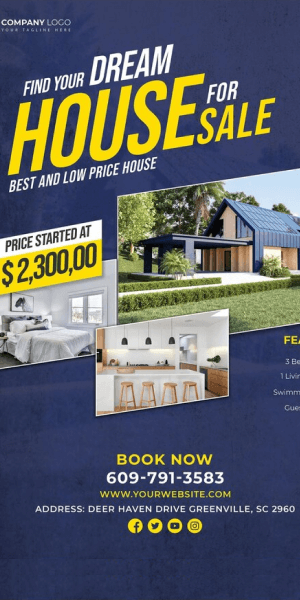 COMPANY LOGO
YOUR TAGLINE HERE
FIND YOUR DREAM
HOUSE FOR SALE
BEST AND LOW PRICE HOUSE
PRICE STARTED AT
$ 2,300,00
FEA
3 Be
1 Livin
Swimm
Gues
BOOK NOW
609-791-3583
WWW.YOURWEBSITE.COM
ADDRESS: DEER HAVEN DRIVE GREENVILLE, SC 2960